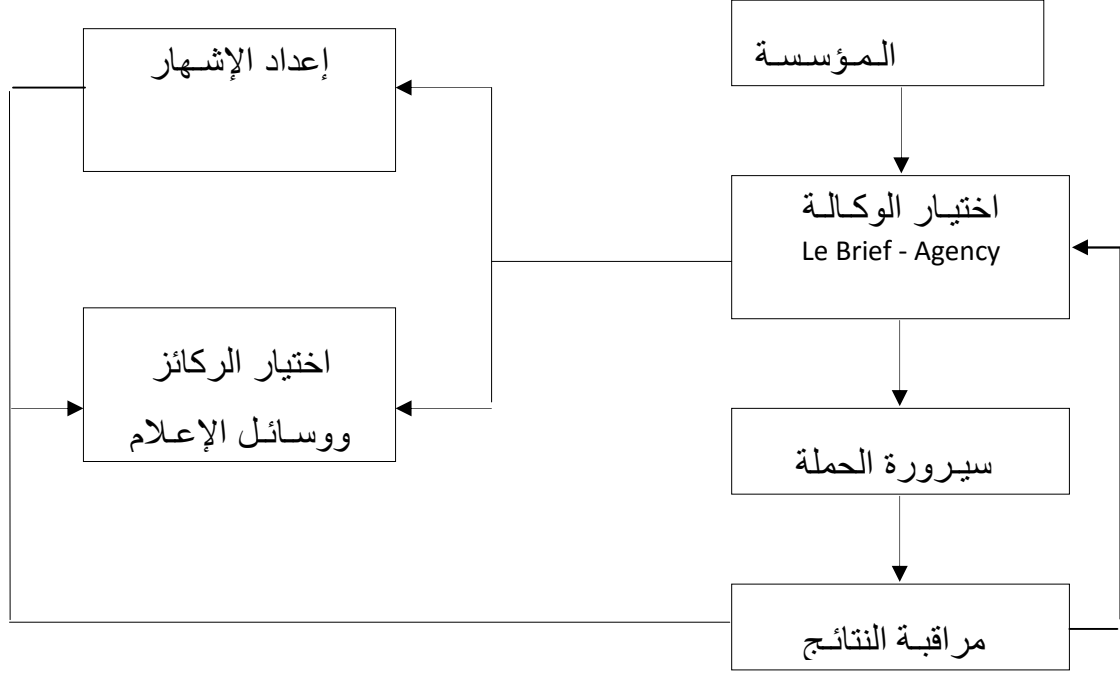 المؤسسة
إعداد الإشهار
اختيار الوكالة
Le Brief - Agency
اختيار الركائز
ووسائل الإعلام
سيرورة الحملة
مراقبة النتائج